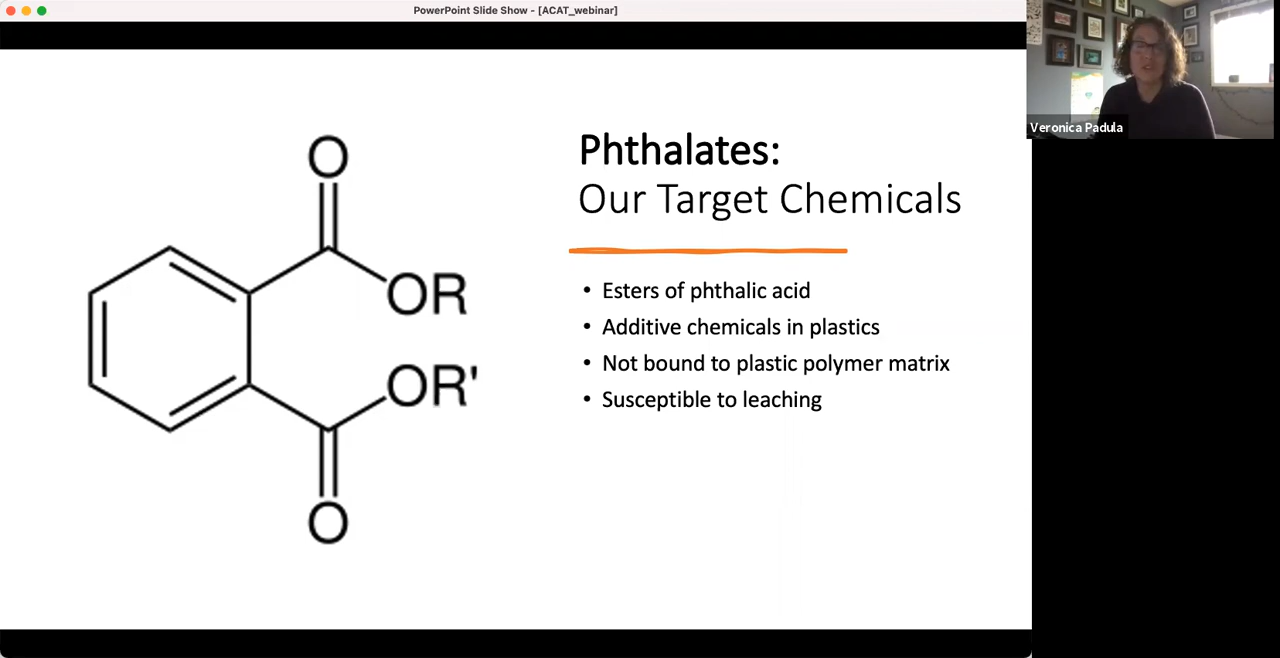 PowerPoint Slide Show - [ACAT_webinar]
Veronica Padula
Phthalates:
Our Target Chemicals
• Esters of phthalic acid
• Additive chemicals in plastics
• Not bound to plastic polymer matrix
• Susceptible to leaching
O
OR
OR'
O